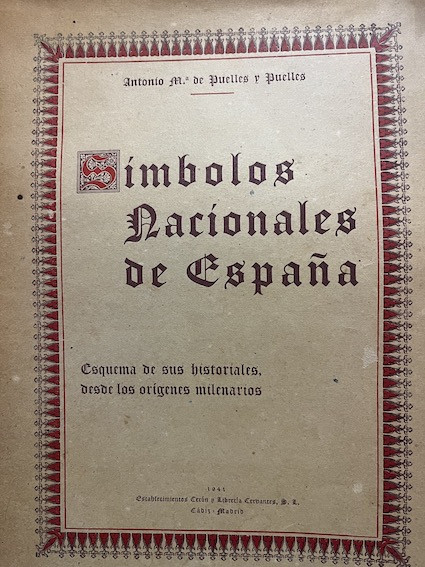 Antonio M.ª de Puelles y Puelles
Símbolos
Nacionales
de España
Esquema de sus historiales,
desde los orígenes milenarios
1941
Establecimientos Cerón y Librería Cervantes, S. L.
Cádiz - Madrid